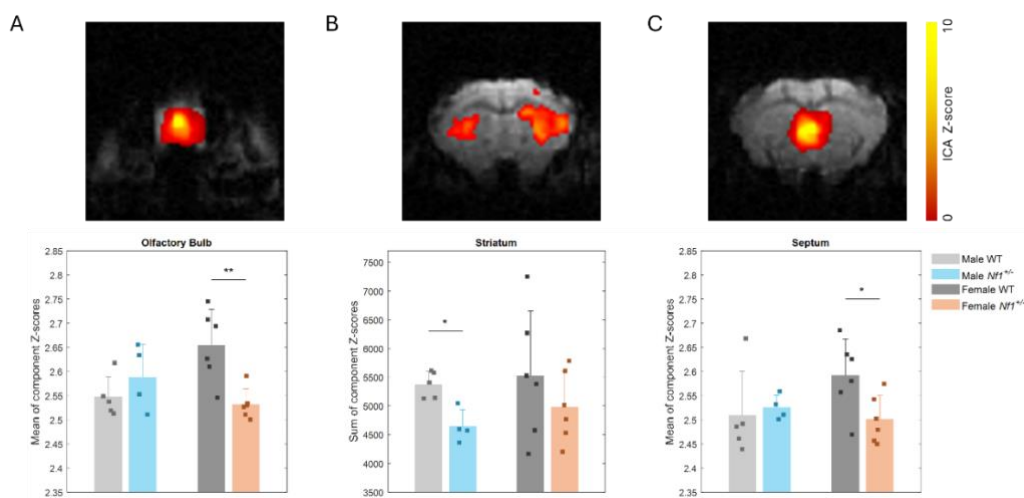 A
B
C
10
ICA Z-score
0
Olfactory Bulb
Mean of component Z-scores
2.85
2.8
2.75
2.7
2.65
2.6
2.55
2.5
2.45
2.4
2.35
**
Striatum
Sum of component Z-scores
7500
7000
6500
6000
5500
5000
4500
4000
3500
*
Septum
Mean of component Z-scores
2.85
2.8
2.75
2.7
2.65
2.6
2.55
2.5
2.45
2.4
2.35
*
Male WT
Male Nf1+/-
Female WT
Female Nf1+/-